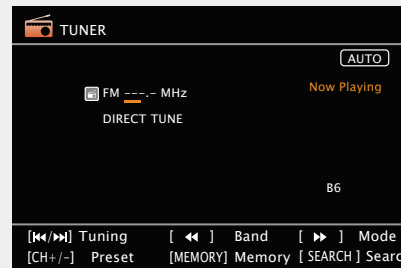 TUNER
AUTO
FM ---.- MHz
Now Playing
DIRECT TUNE
B6
[⏮/⏭] Tuning [ ◀◀ ] Band [ ▶▶ ] Mode
[CH+/-] Preset [MEMORY] Memory [ SEARCH ] Searc